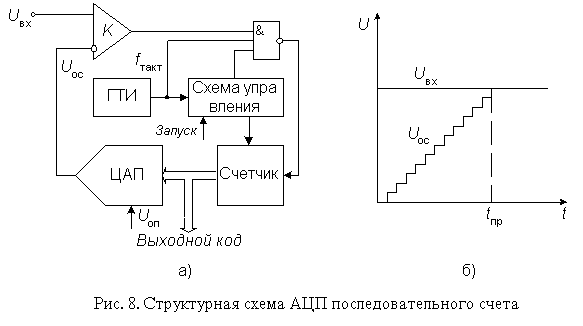 Uвх
K
&
Uос
fтакт
ГТИ
Схема упра
вления
Запуск
ЦАП
Счетчик
Uоп
Выходной код
а)
U
Uвх
Uос
tпр
t
б)
Рис. 8. Структурная схема АЦП последовательного счета